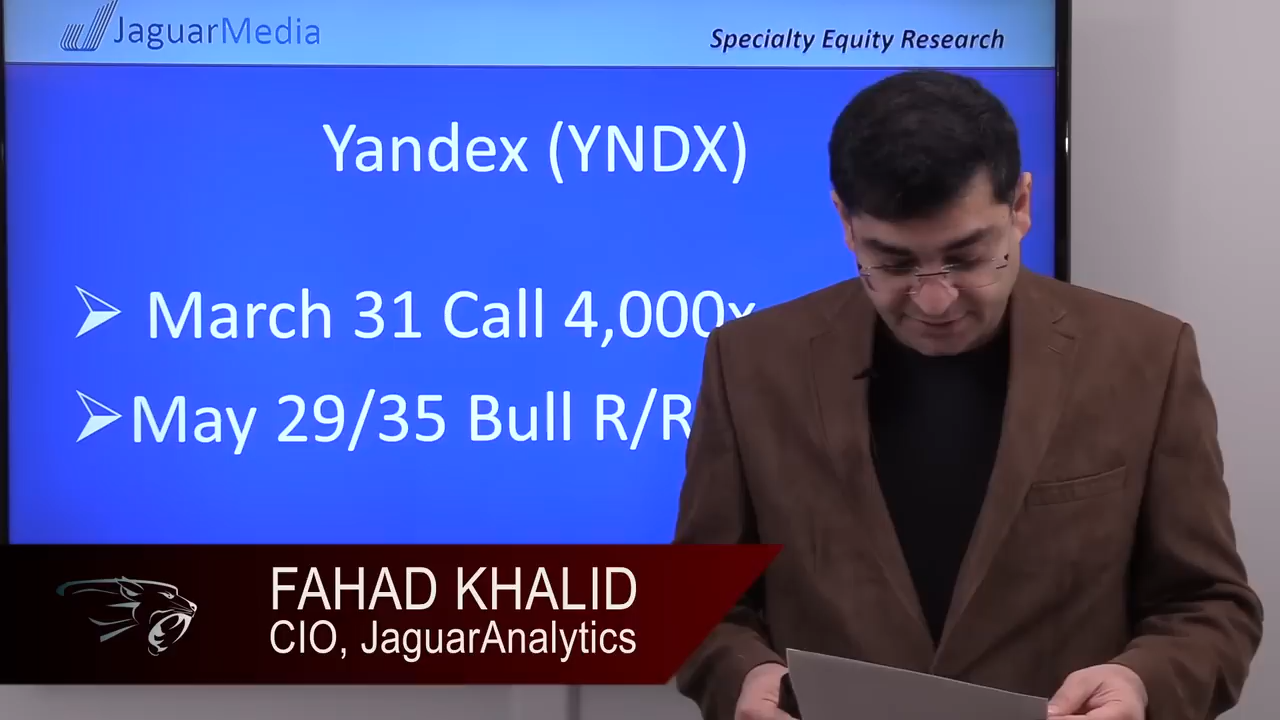 JaguarMedia
Specialty Equity Research
Yandex (YNDX)
March 31 Call 4,000x
May 29/35 Bull R/R
FAHAD KHALID
CIO, JaguarAnalytics